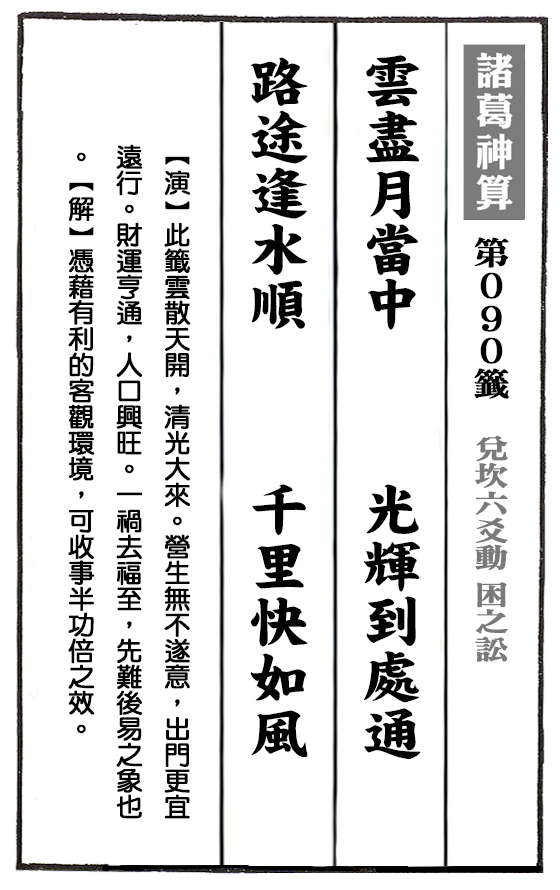 諸葛神算 第090籤 兌坎六爻動 困之訟
雲盡月當中 光輝到處通
路途逢水順 千里快如風
【演】此籤雲散天開，清光大來。營生無不遂意，出門更宜
遠行。財運亨通，人口興旺。一禍去福至，先難後易之象也
。【解】憑藉有利的客觀環境，可收事半功倍之效。